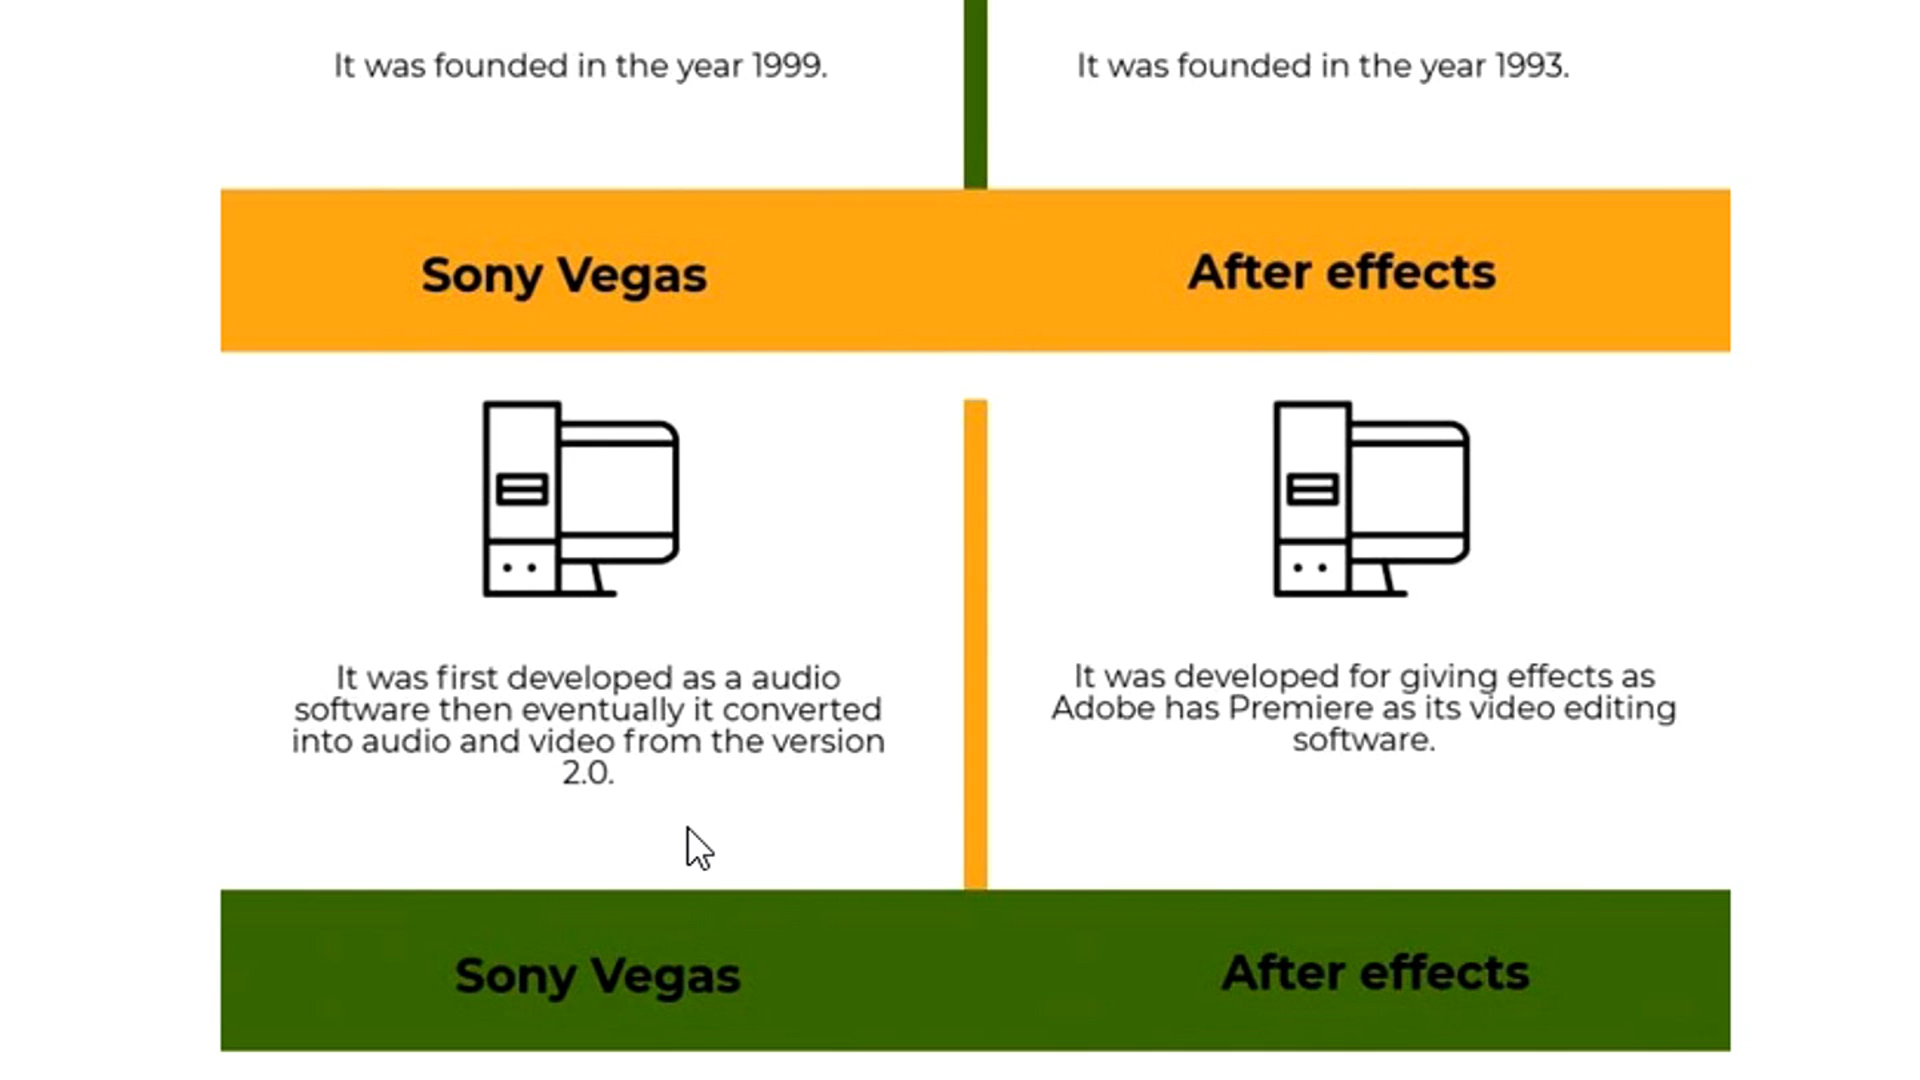 It was founded in the year 1999.
It was founded in the year 1993.
Sony Vegas
After effects
It was first developed as a audio
software then eventually it converted
into audio and video from the version
2.0.
It was developed for giving effects as
Adobe has Premiere as its video editing
software.
Sony Vegas
After effects